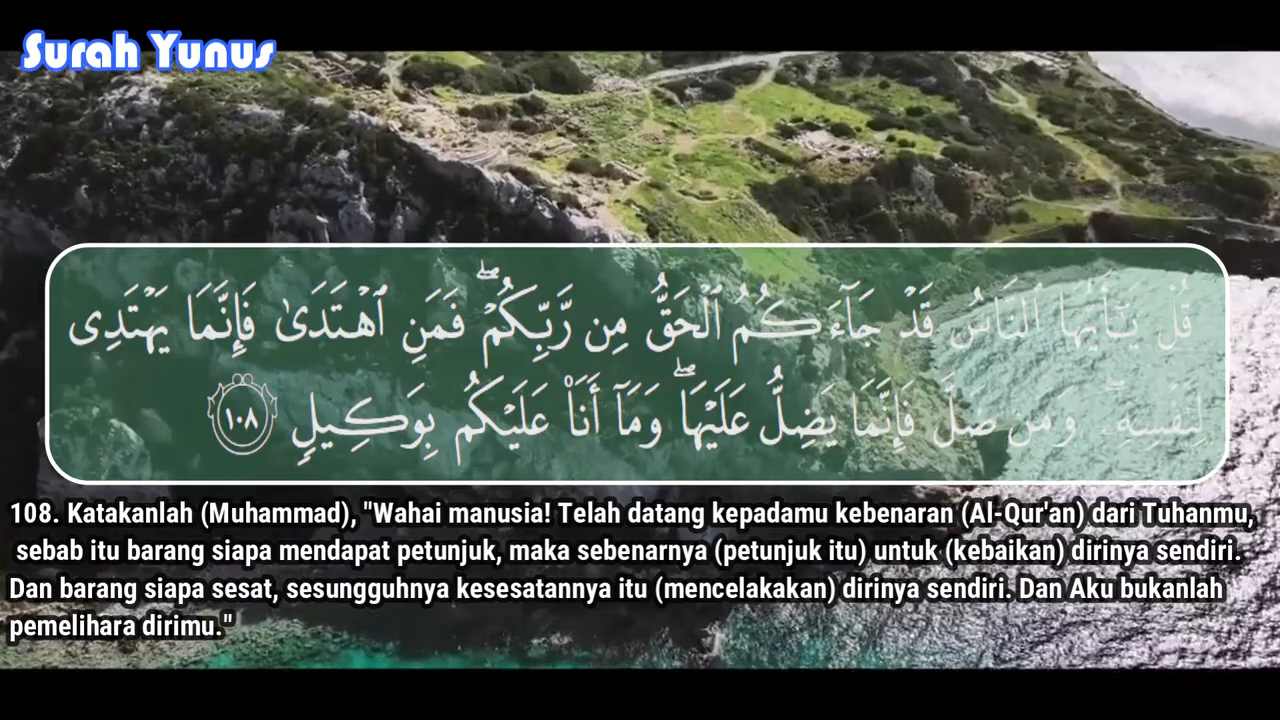 Surah Yunus
قُلْ يَـٰٓأَيُّهَا ٱلنَّاسُ قَدْ جَآءَكُمُ ٱلْحَقُّ مِن رَّبِّكُمْ ۖ فَمَنِ ٱهْتَدَىٰ فَإِنَّمَا يَهْتَدِى
لِنَفْسِهِۦ ۖ وَمَن ضَلَّ فَإِنَّمَا يَضِلُّ عَلَيْهَا ۖ وَمَآ أَنَا۠ عَلَيْكُم بِوَكِيلٍ ١٠٨
108. Katakanlah (Muhammad), "Wahai manusia! Telah datang kepadamu kebenaran (Al-Qur'an) dari Tuhanmu,
sebab itu barang siapa mendapat petunjuk, maka sebenarnya (petunjuk itu) untuk (kebaikan) dirinya sendiri.
Dan barang siapa sesat, sesungguhnya kesesatannya itu (mencelakakan) dirinya sendiri. Dan Aku bukanlah
pemelihara dirimu."